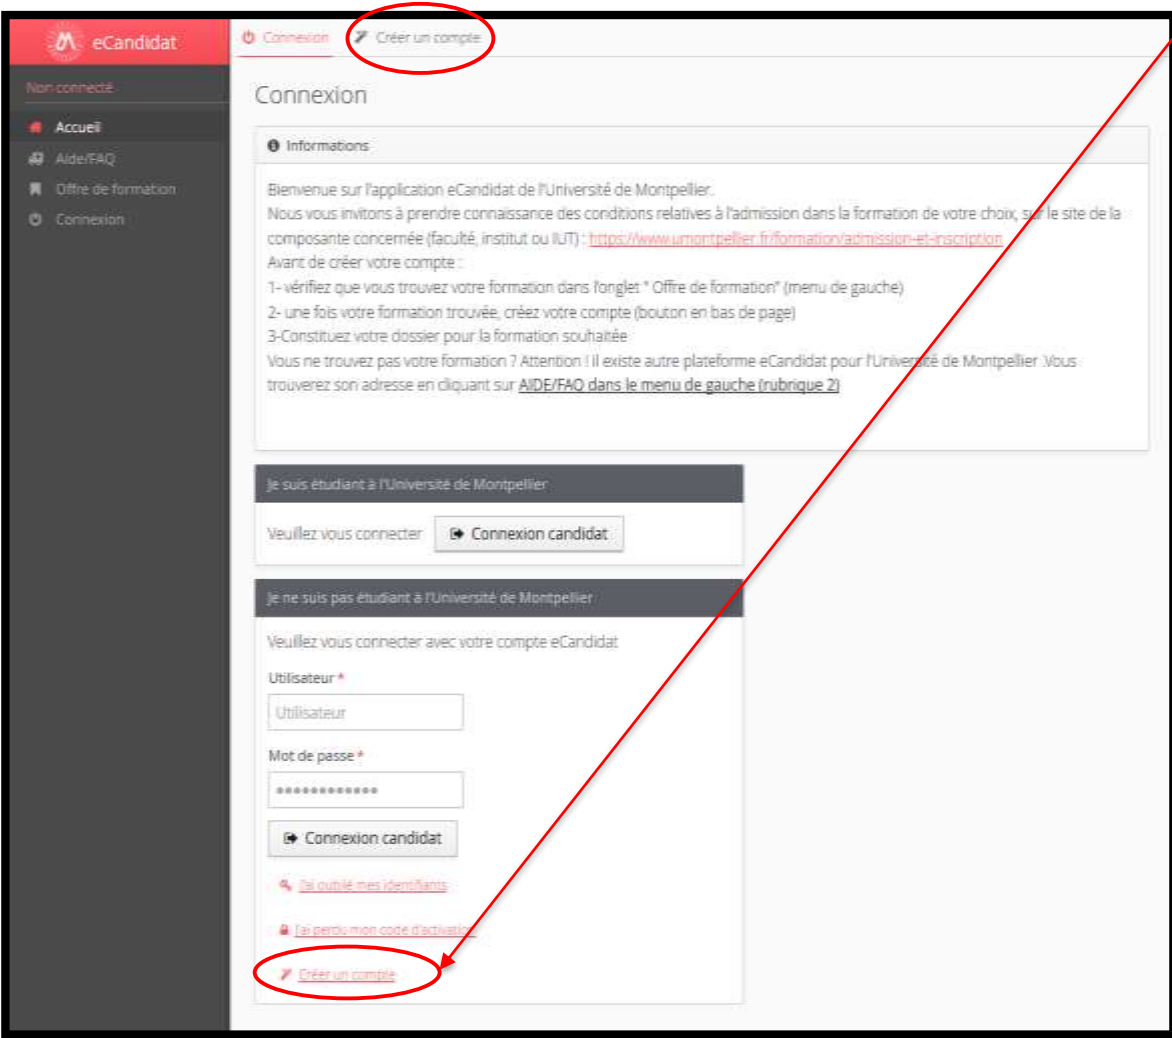 eCandidat
Connexion
Créer un compte
Non connecté
Accueil
Aide/FAQ
Offre de formation
Connexion
Connexion
Informations
Bienvenue sur l'application eCandidat de l'Université de Montpellier.
Nous vous invitons à prendre connaissance des conditions relatives à l'admission dans la formation de votre choix, sur le site de la
composante concernée (faculté, institut ou IUT) : https://www.umontpellier.fr/formation/admission-et-inscription
Avant de créer votre compte :
1- vérifiez que vous trouvez votre formation dans l'onglet " Offre de formation" (menu de gauche)
2- une fois votre formation trouvée, créez votre compte (bouton en bas de page)
3-Constituez votre dossier pour la formation souhaitée
Vous ne trouvez pas votre formation ? Attention ! il existe autre plateforme eCandidat pour l'Université de Montpellier .Vous
trouverez son adresse en cliquant sur AIDE/FAQ dans le menu de gauche (rubrique 2)
Je suis étudiant à l'Université de Montpellier
Veuillez vous connecter
Connexion candidat
Je ne suis pas étudiant à l'Université de Montpellier
Veuillez vous connecter avec votre compte eCandidat
Utilisateur *
Utilisateur
Mot de passe *
Connexion candidat
J'ai oublié mes identifiants
J'ai perdu mon code d'activation
Créer un compte